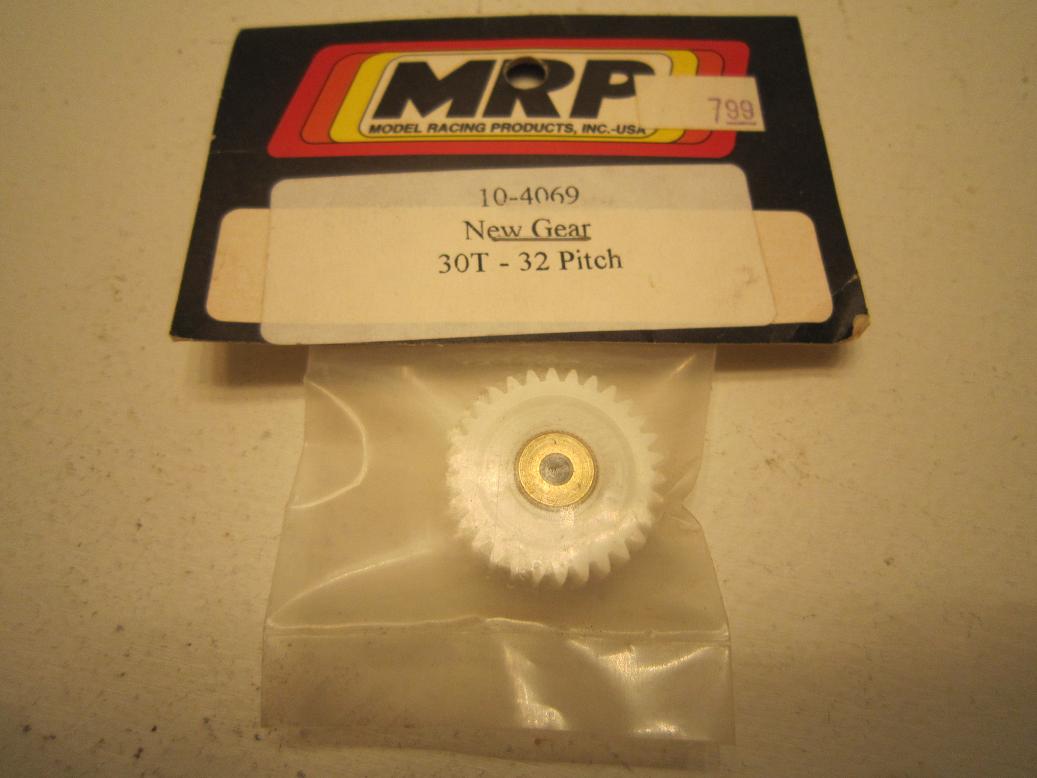 MRP
799
MODEL RACING PRODUCTS, INC.-USA
10-4069
New Gear
30T - 32 Pitch